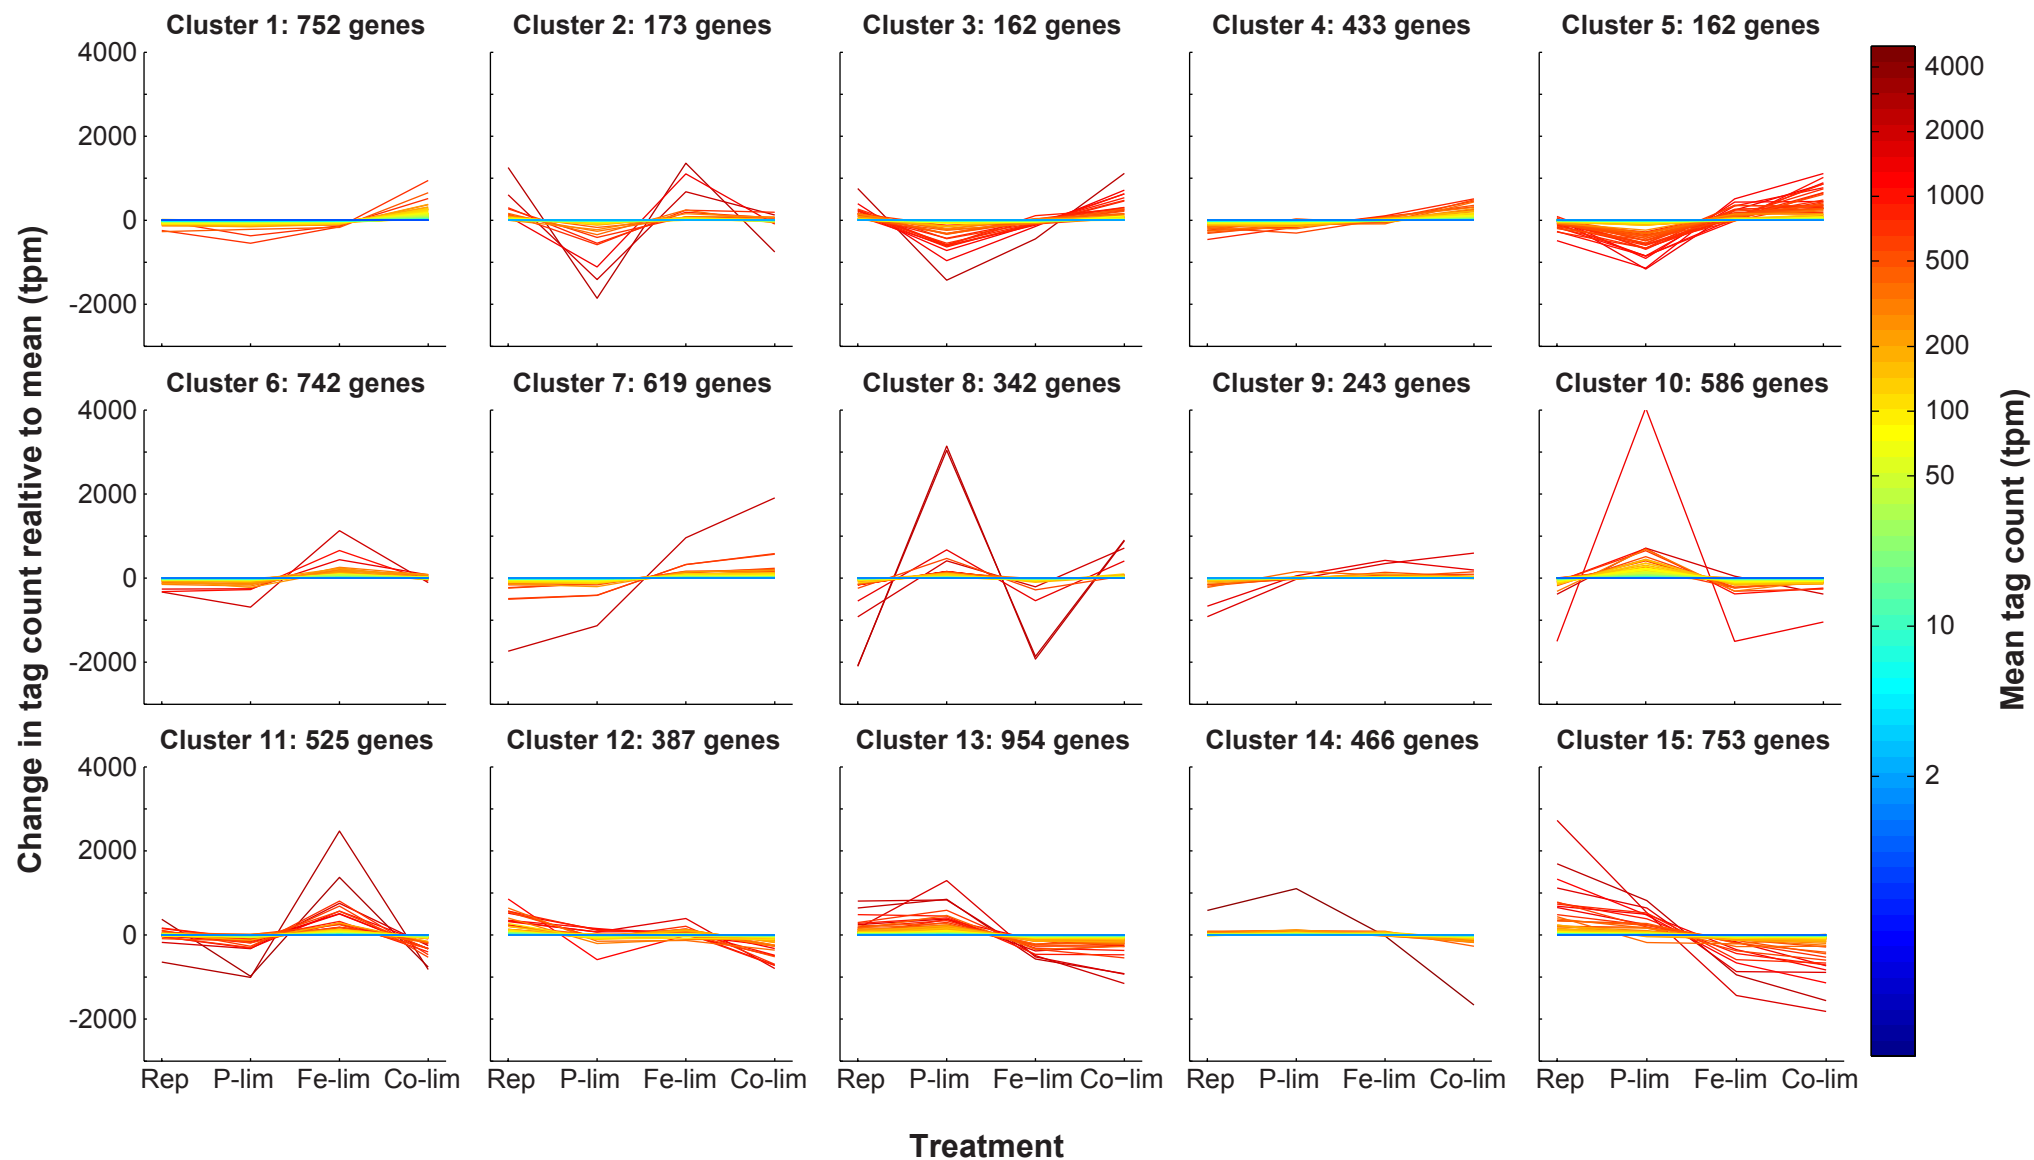 Cluster 1: 752 genes
Cluster 2: 173 genes
Cluster 3: 162 genes
Cluster 4: 433 genes
Cluster 5: 162 genes
4000
2000
0
-2000
Cluster 6: 742 genes
Cluster 7: 619 genes
Cluster 8: 342 genes
Cluster 9: 243 genes
Cluster 10: 586 genes
4000
2000
0
-2000
Cluster 11: 525 genes
Cluster 12: 387 genes
Cluster 13: 954 genes
Cluster 14: 466 genes
Cluster 15: 753 genes
4000
2000
0
-2000
Rep P-lim Fe-lim Co-lim
Rep P-lim Fe-lim Co-lim
Rep P-lim Fe−lim Co−lim
Rep P-lim Fe-lim Co-lim
Rep P-lim Fe-lim Co-lim
Treatment
Change in tag count realtive to mean (tpm)
4000
2000
1000
500
200
100
50
10
2
Mean tag count (tpm)